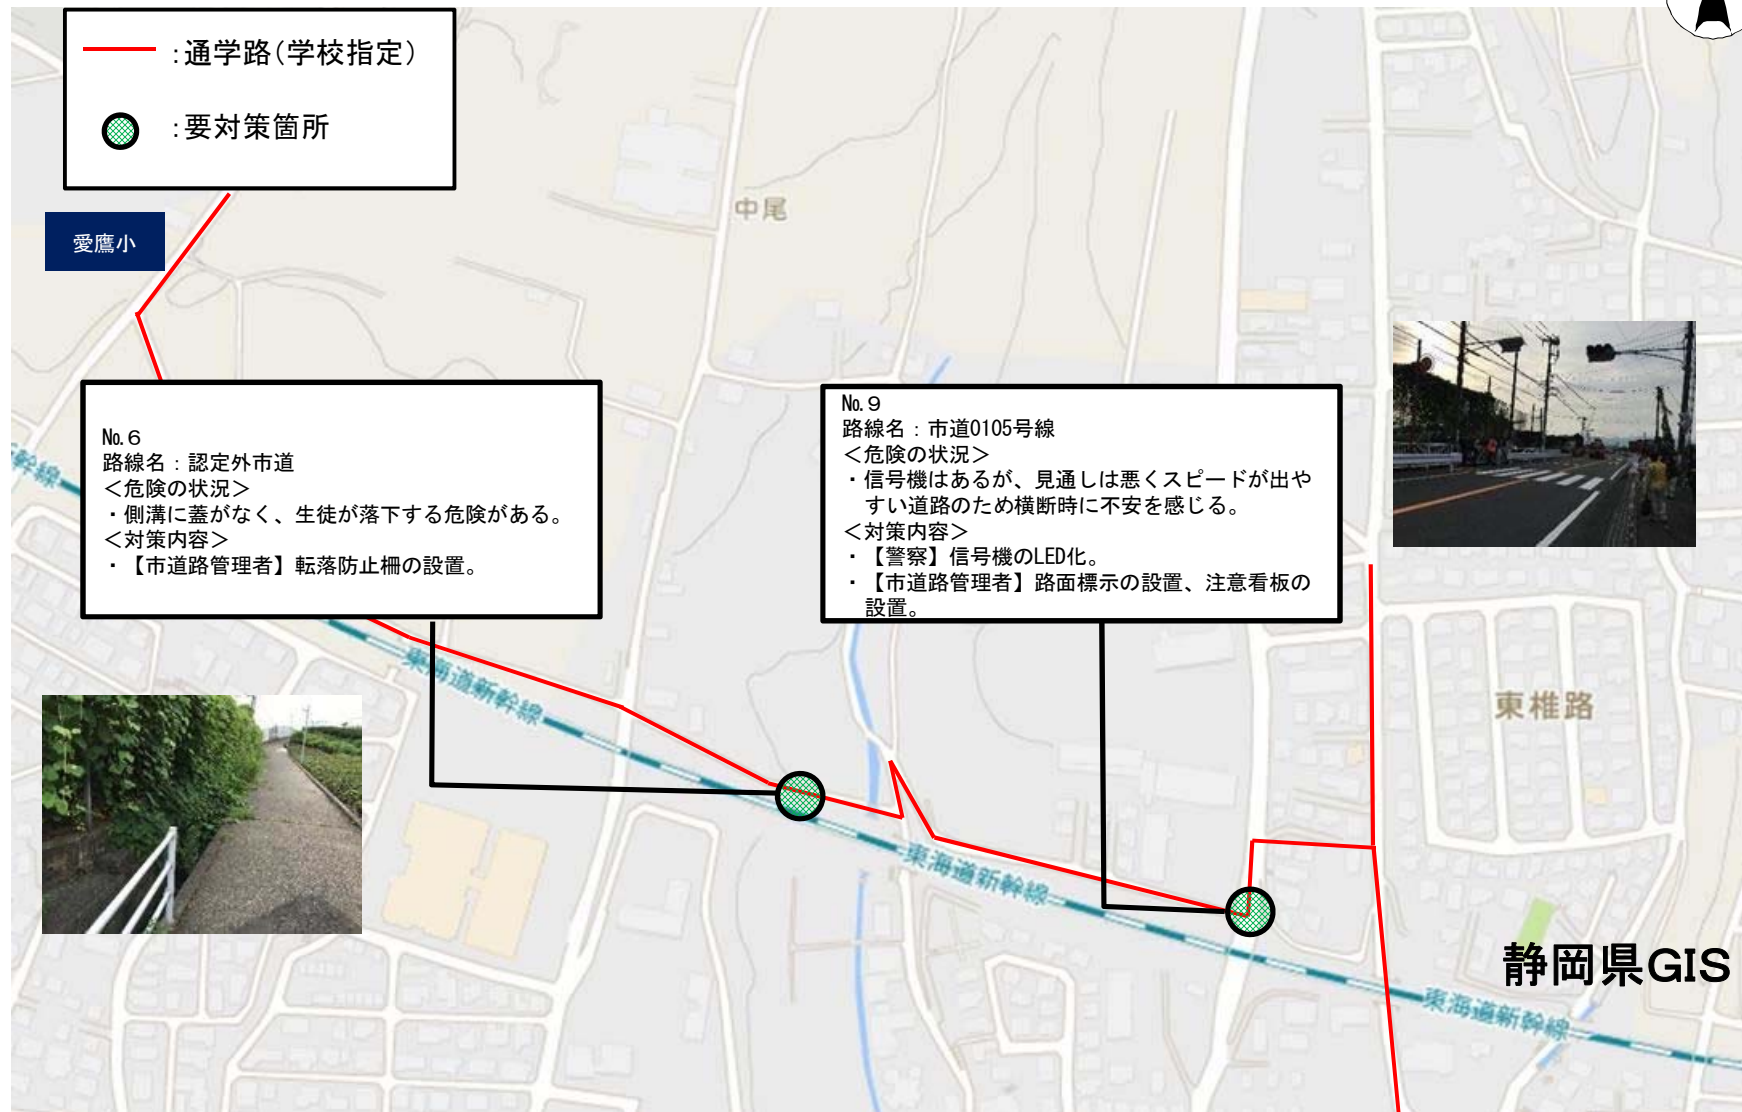 ：通学路（学校指定）
：要対策箇所
愛鷹小
中尾
No.６
路線名：認定外市道
＜危険の状況＞
・側溝に蓋がなく、生徒が落下する危険がある。
＜対策内容＞
・【市道路管理者】転落防止柵の設置。
No.９
路線名：市道0105号線
＜危険の状況＞
・信号機はあるが、見通しは悪くスピードが出や
すい道路のため横断時に不安を感じる。
＜対策内容＞
・【警察】信号機のLED化。
・【市道路管理者】路面標示の設置、注意看板の
設置。
幹線
東海道新幹線
東椎路
東海道新幹線
静岡県GIS
東海道新幹線